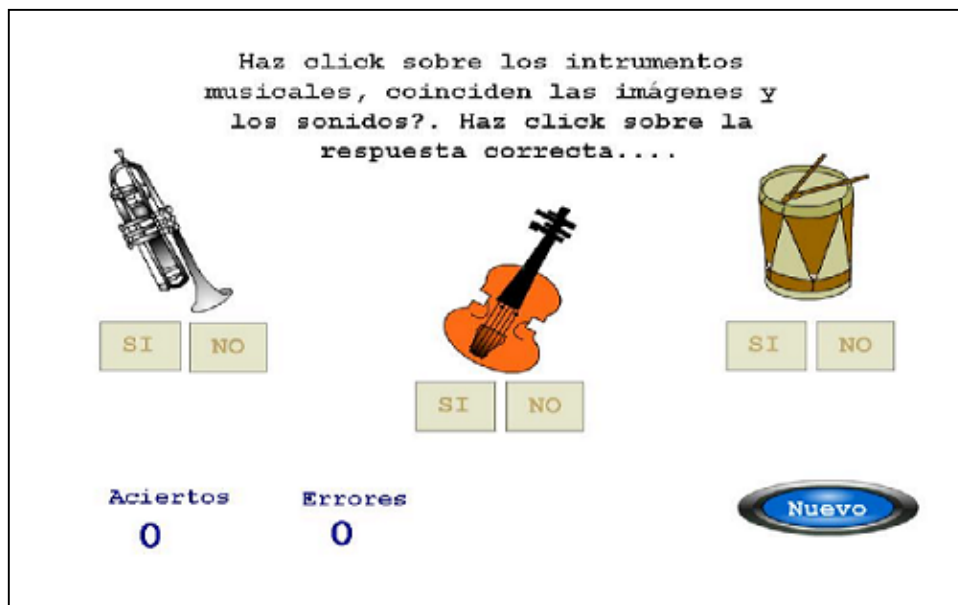 Haz click sobre los intrumentos
musicales, coinciden las imágenes y
los sonidos?. Haz click sobre la
respuesta correcta....
SI NO
SI NO
SI NO
Aciertos Errores
0 0
Nuevo